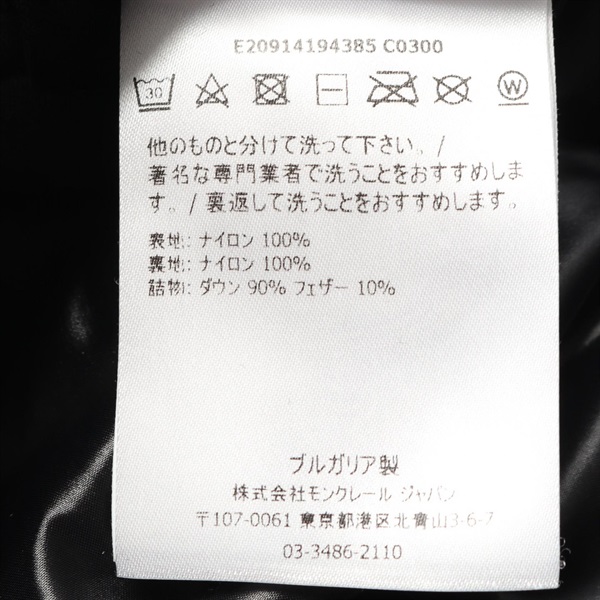 E20914194385 C0300
30
W
他のものと分けて洗って下さい。/
著名な専門業者で洗うことをおすすめしま
す。/ 裏返して洗うことをおすすめします。
表地: ナイロン 100%
裏地: ナイロン 100%
詰物: ダウン 90% フェザー 10%
ブルガリア製
株式会社モンクレール ジャパン
〒107-0061 東京都港区北青山3-6-7
03-3486-2110